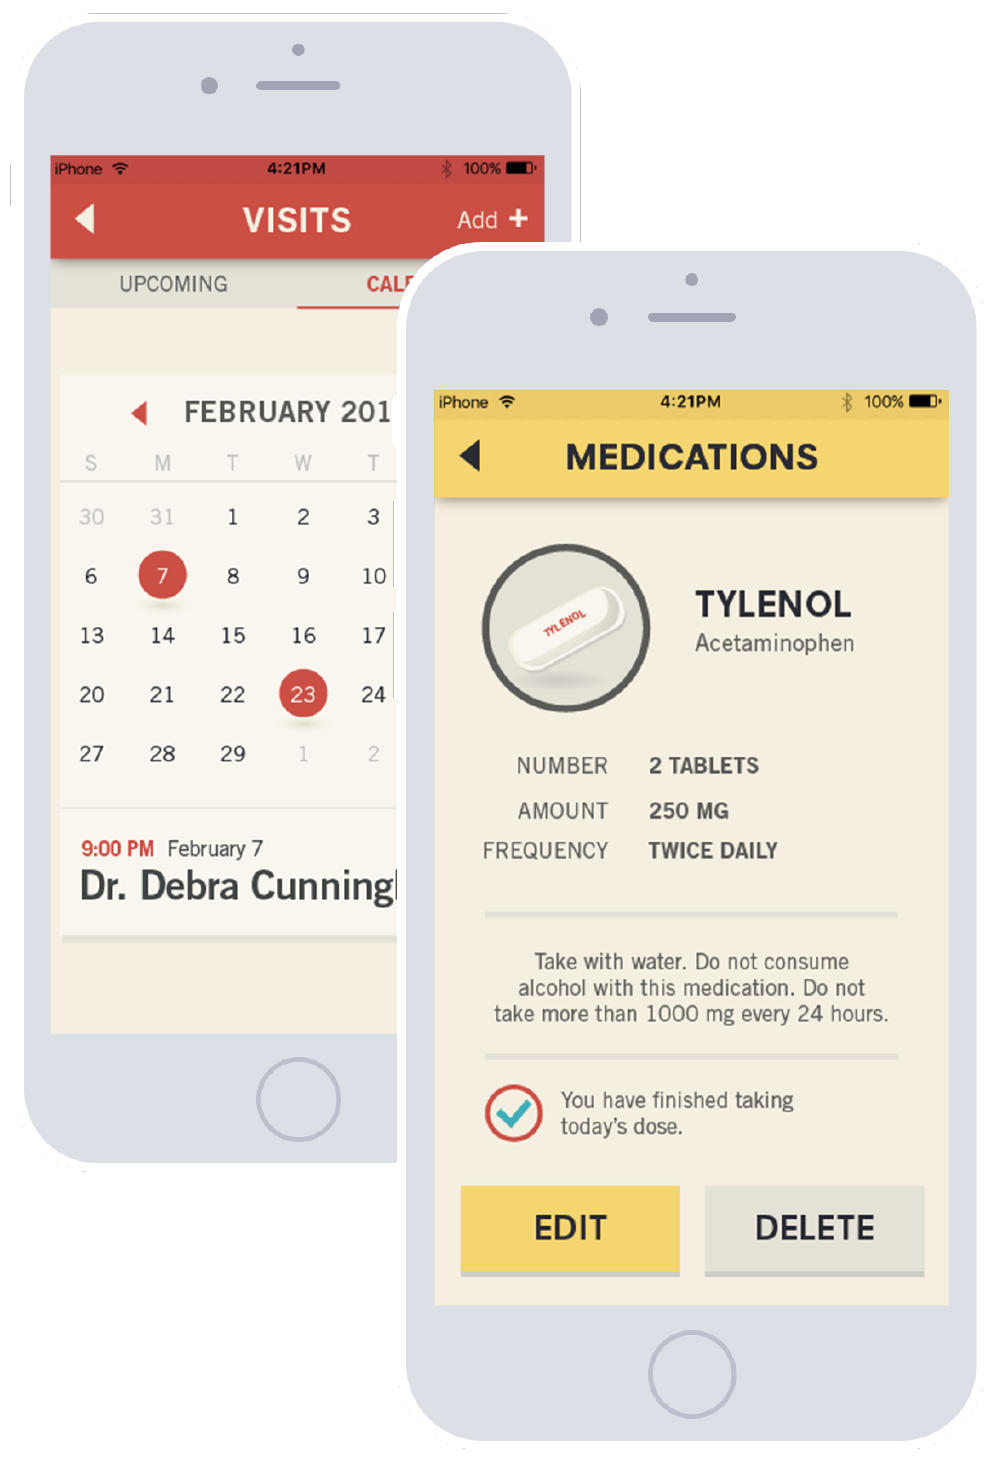 iPhone 4:21PM 100%
VISITS Add +
UPCOMING
FEBRUARY 201
S M T W T
30 31 1 2 3
6 7 8 9 10
13 14 15 16 17
20 21 22 23 24
27 28 29 1 2
9:00 PM February 7
Dr. Debra
iPhone 4:21PM 100%
MEDICATIONS
TYLENOL
TYLENOL
Acetaminophen
NUMBER 2 TABLETS
AMOUNT 250 MG
FREQUENCY TWICE DAILY
Take with water. Do not consume
alcohol with this medication. Do not
take more than 1000 mg every 24 hours.
You have finished taking
today's dose.
EDIT DELETE